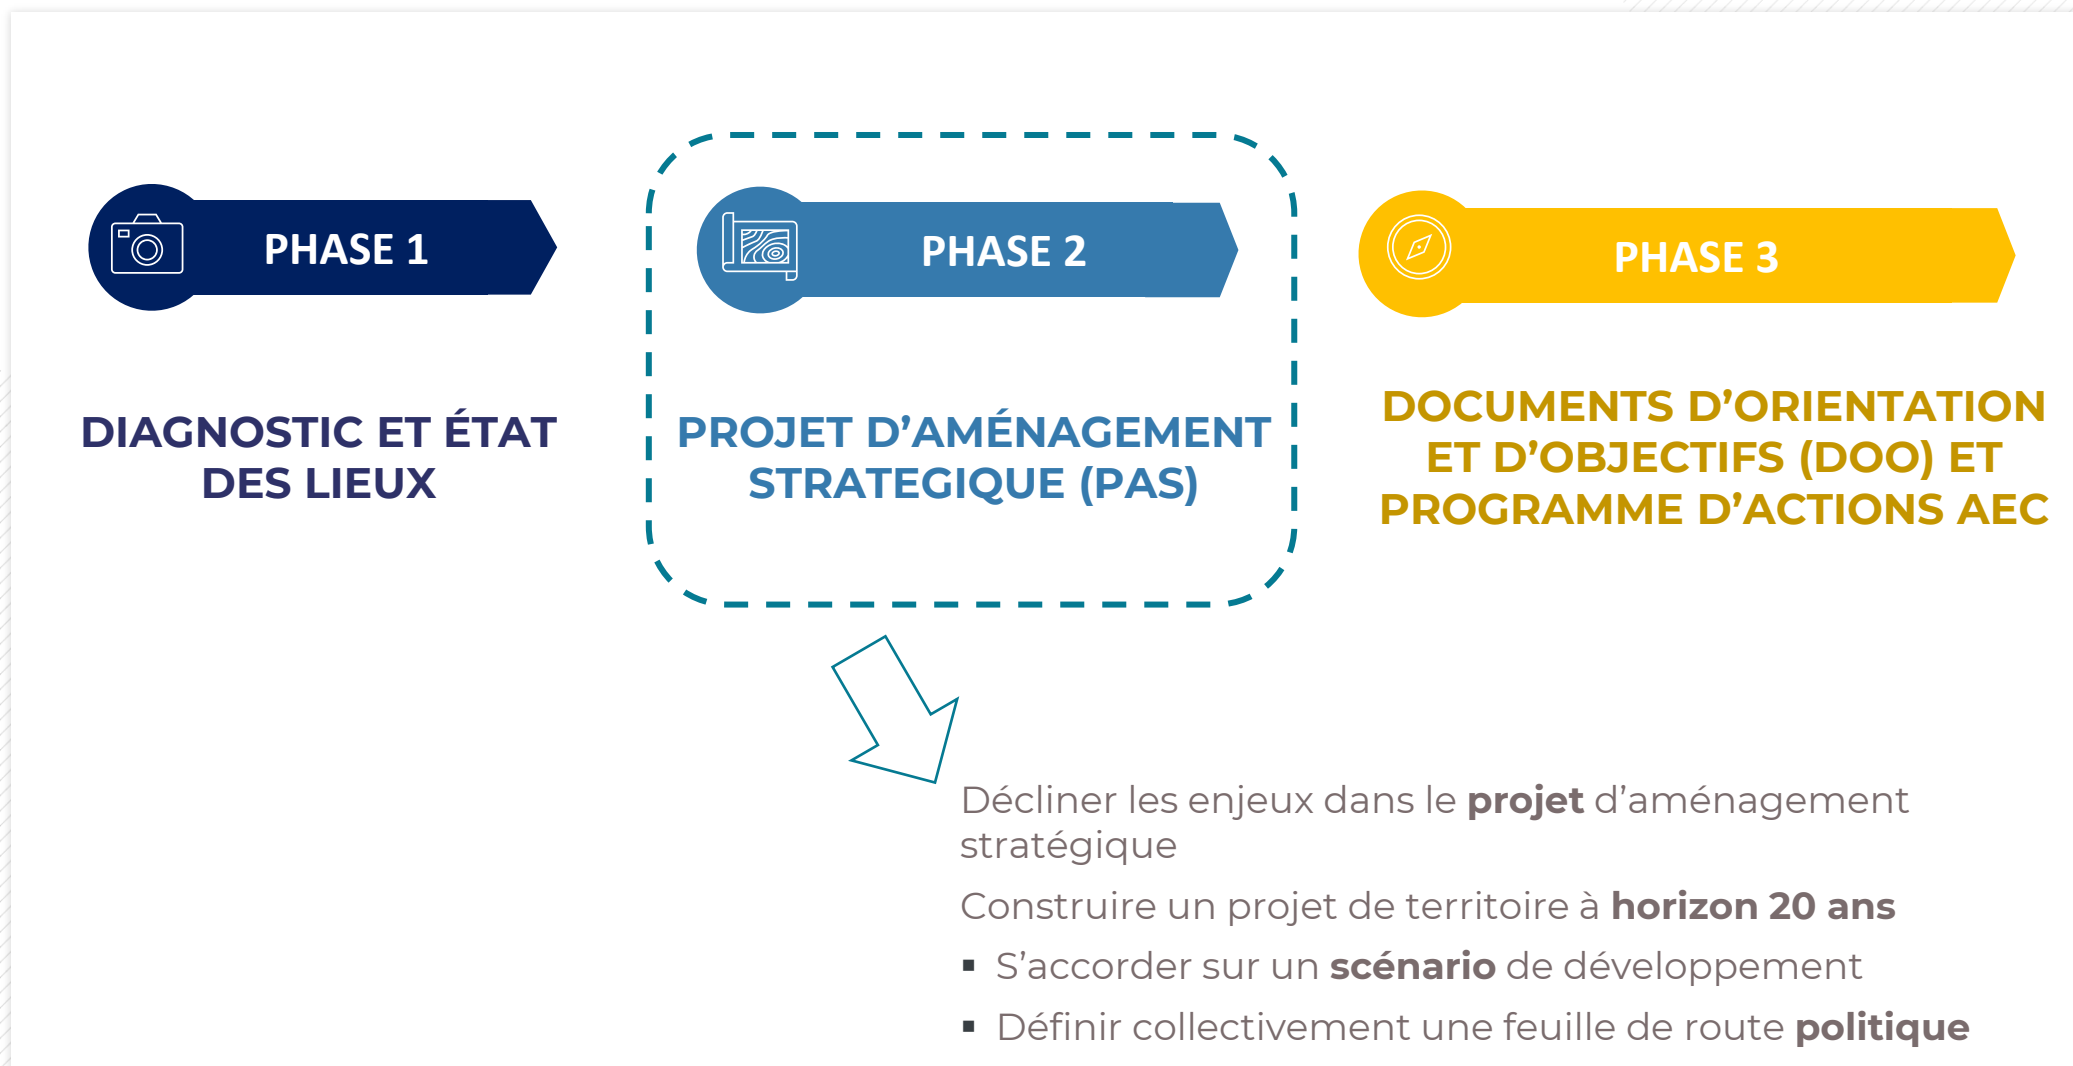 PHASE 1
PHASE 2
PHASE 3
DIAGNOSTIC ET ÉTAT
DES LIEUX
PROJET D’AMÉNAGEMENT
STRATEGIQUE (PAS)
DOCUMENTS D’ORIENTATION
ET D’OBJECTIFS (DOO) ET
PROGRAMME D’ACTIONS AEC
Décliner les enjeux dans le projet d’aménagement
stratégique
Construire un projet de territoire à horizon 20 ans
▪ S’accorder sur un scénario de développement
▪ Définir collectivement une feuille de route politique